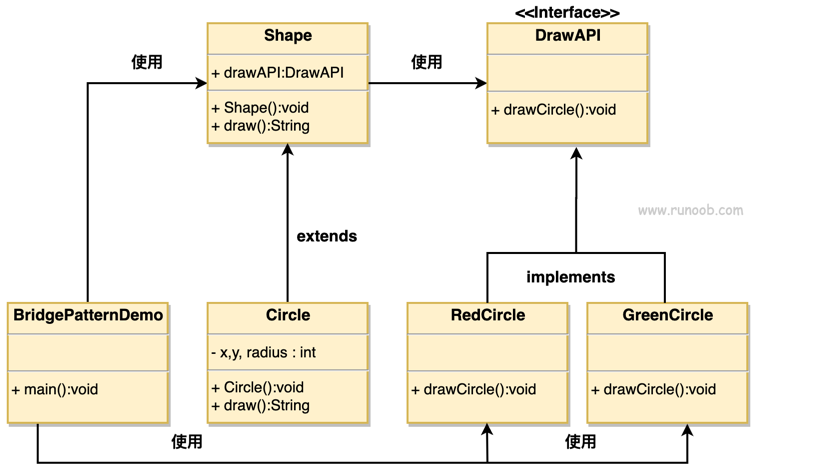 <<Interface>>
Shape
DrawAPI
使用
+ drawAPI:DrawAPI
使用
+ Shape():void
+ draw():String
+ drawCircle():void
www.runoob.com
extends
implements
BridgePatternDemo
Circle
RedCircle
GreenCircle
- x,y, radius : int
+ main():void
+ Circle():void
+ draw():String
+ drawCircle():void
+ drawCircle():void
使用
使用